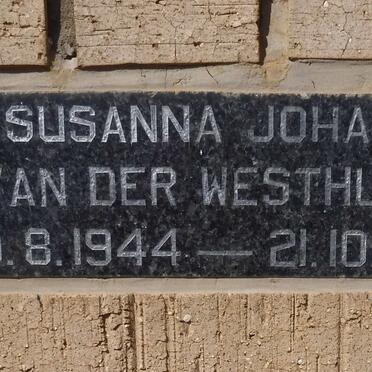 SUSANNA JOHA
VAN DER WESTHU
.8.1944 — 21.10